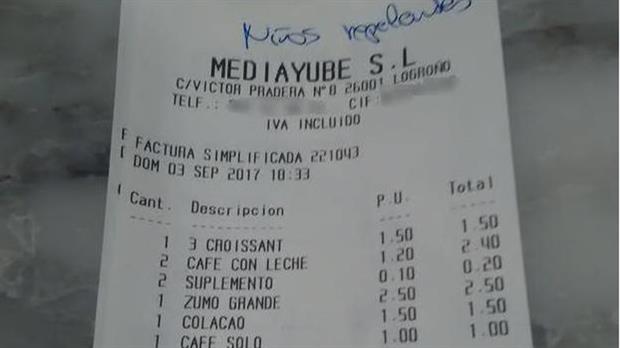 Niños repelentes
MEDIAYUBE S.L
C/VICTOR PRADERA Nº8 26001 LOGROÑO
TELF.: CIF:
IVA INCLUIDO
FACTURA SIMPLIFICADA 221043
DOM 03 SEP 2017 18:33
Cant. Descripcion P.U. Total
1 3 CROISSANT 1.50 1.50
2 CAFE CON LECHE 1.20 2.40
2 SUPLEMENTO 0.10 0.20
1 ZUMO GRANDE 2.50 2.50
1 COLACAO 1.50 1.50
1 CAFE SOLO 1.00 1.00